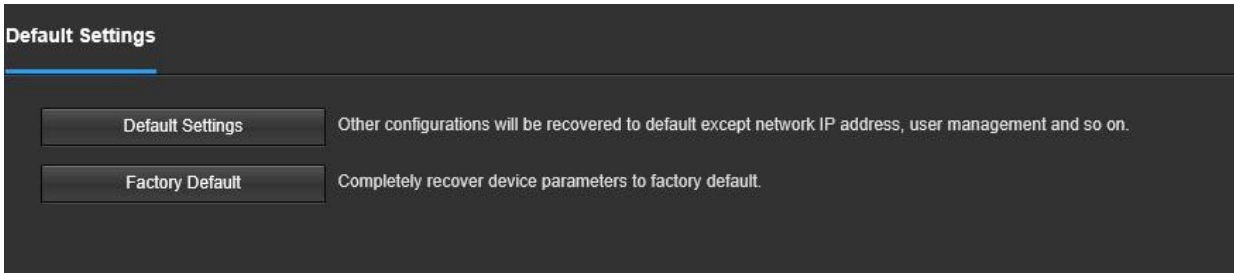 Default Settings
Default Settings
Other configurations will be recovered to default except network IP address, user management and so on.
Factory Default
Completely recover device parameters to factory default.